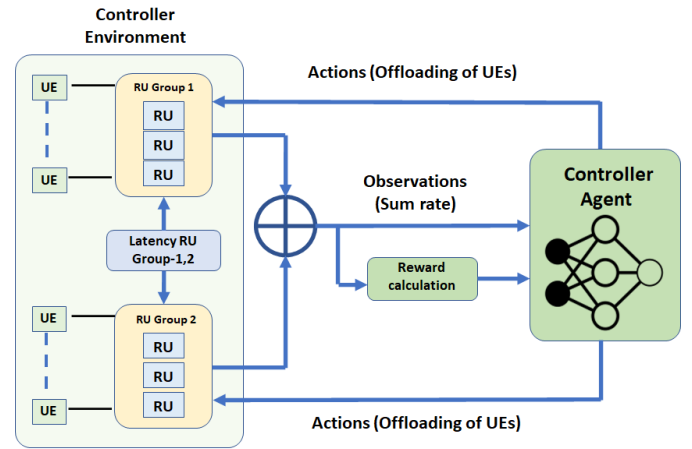 Controller
Environment
UE
UE
RU Group 1
RU
RU
RU
Latency RU
Group-1,2
UE
UE
RU Group 2
RU
RU
RU
Actions (Offloading of UEs)
Observations
(Sum rate)
Reward
calculation
Controller
Agent
Actions (Offloading of UEs)